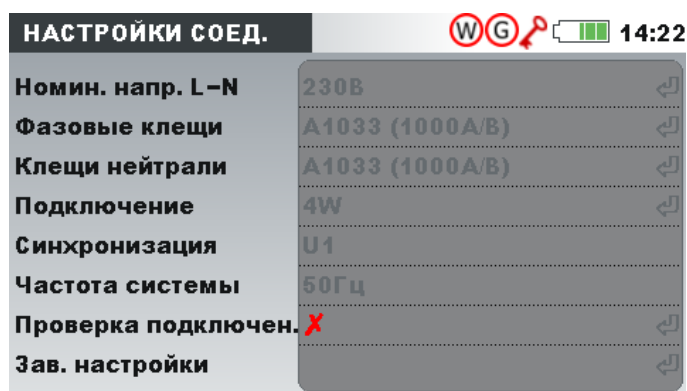 НАСТРОЙКИ СОЕД. W G 14:22
Номин. напр. L-N 230В
Фазовые клещи A1033 (1000A/B)
Клещи нейтрали A1033 (1000A/B)
Подключение 4W
Синхронизация U1
Частота системы 50Гц
Проверка подключен. ✗
Зав. настройки